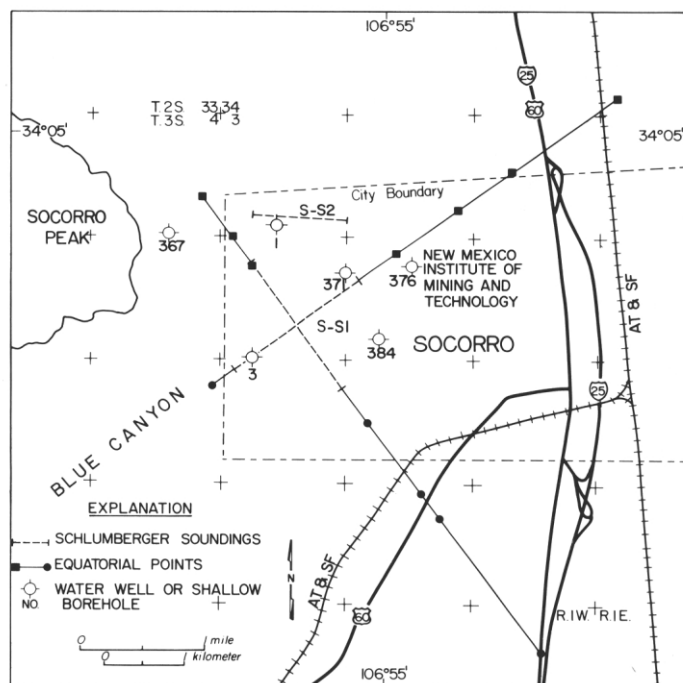 106°55'
25
60
T.2S. 33 34
T.3S. 4 3
34°05'
34°05'
City Boundary
SOCORRO
PEAK
S-S2
367
1
371
376
NEW MEXICO
INSTITUTE OF
MINING AND
TECHNOLOGY
AT & SF
S-S1
384
SOCORRO
3
25
BLUE CANYON
EXPLANATION
SCHLUMBERGER SOUNDINGS
EQUATORIAL POINTS
WATER WELL OR SHALLOW
NO. BOREHOLE
N
AT & SF
60
R.1W. R.1E.
0 1 mile
0 1 kilometer
106°55'